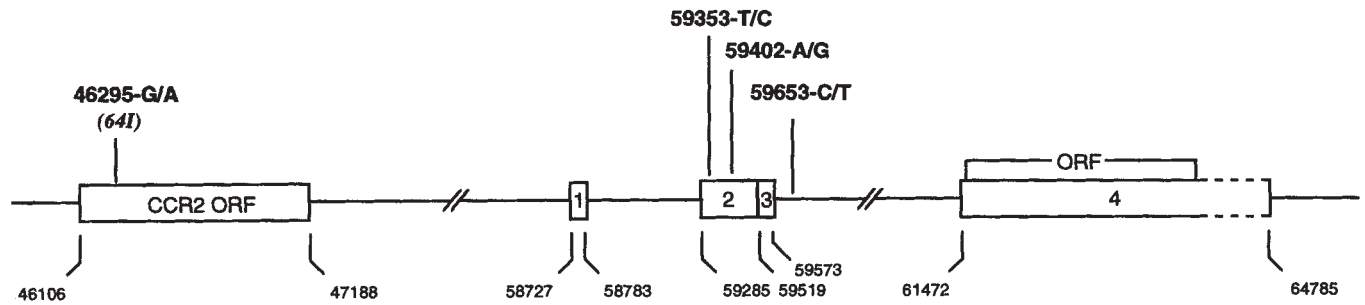 59353-T/C
59402-A/G
46295-G/A
(64I)
59653-C/T
CCR2 ORF
1
2
3
ORF
4
46106
47188
58727
58783
59285
59519
59573
61472
64785